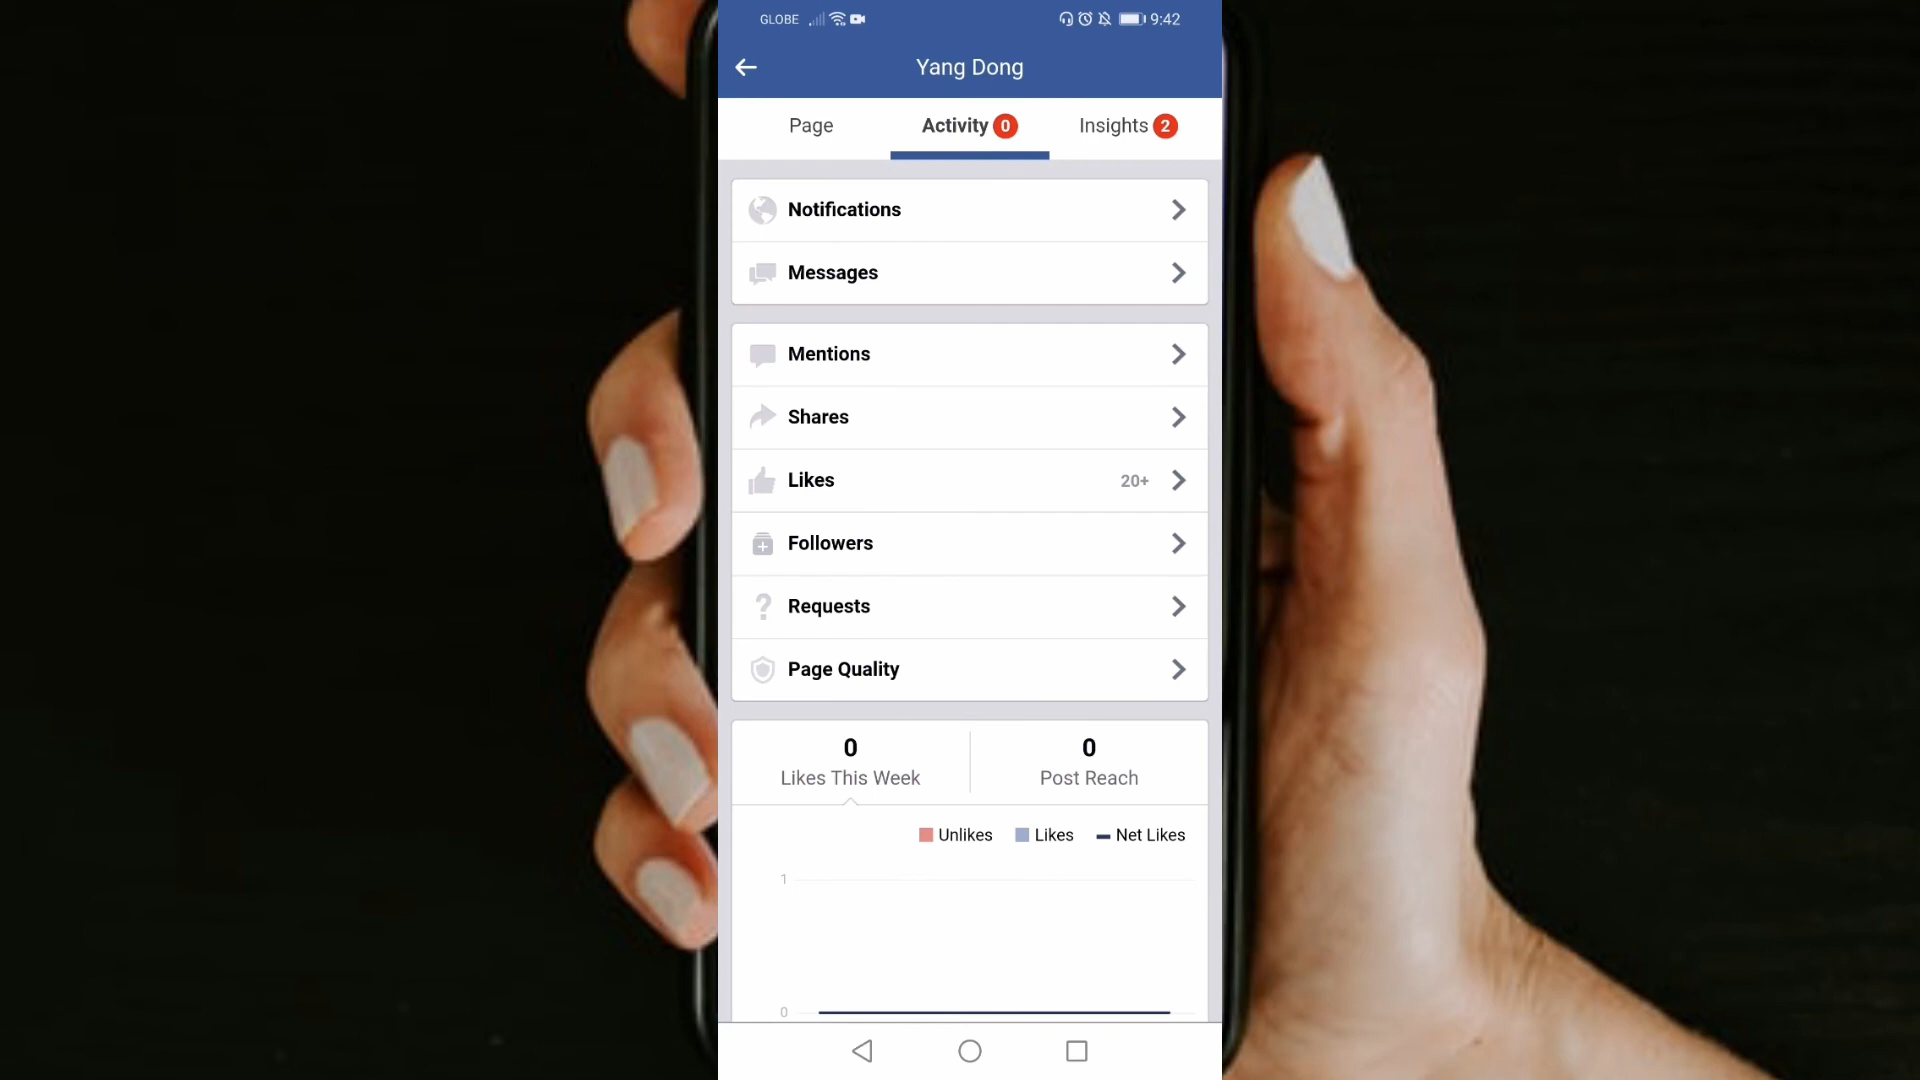 GLOBE 9:42
Yang Dong
Page Activity 0 Insights 2
Notifications
Messages
Mentions
Shares
Likes 20+
Followers
Requests
Page Quality
0 0
Likes This Week Post Reach
Unlikes Likes Net Likes
1
0